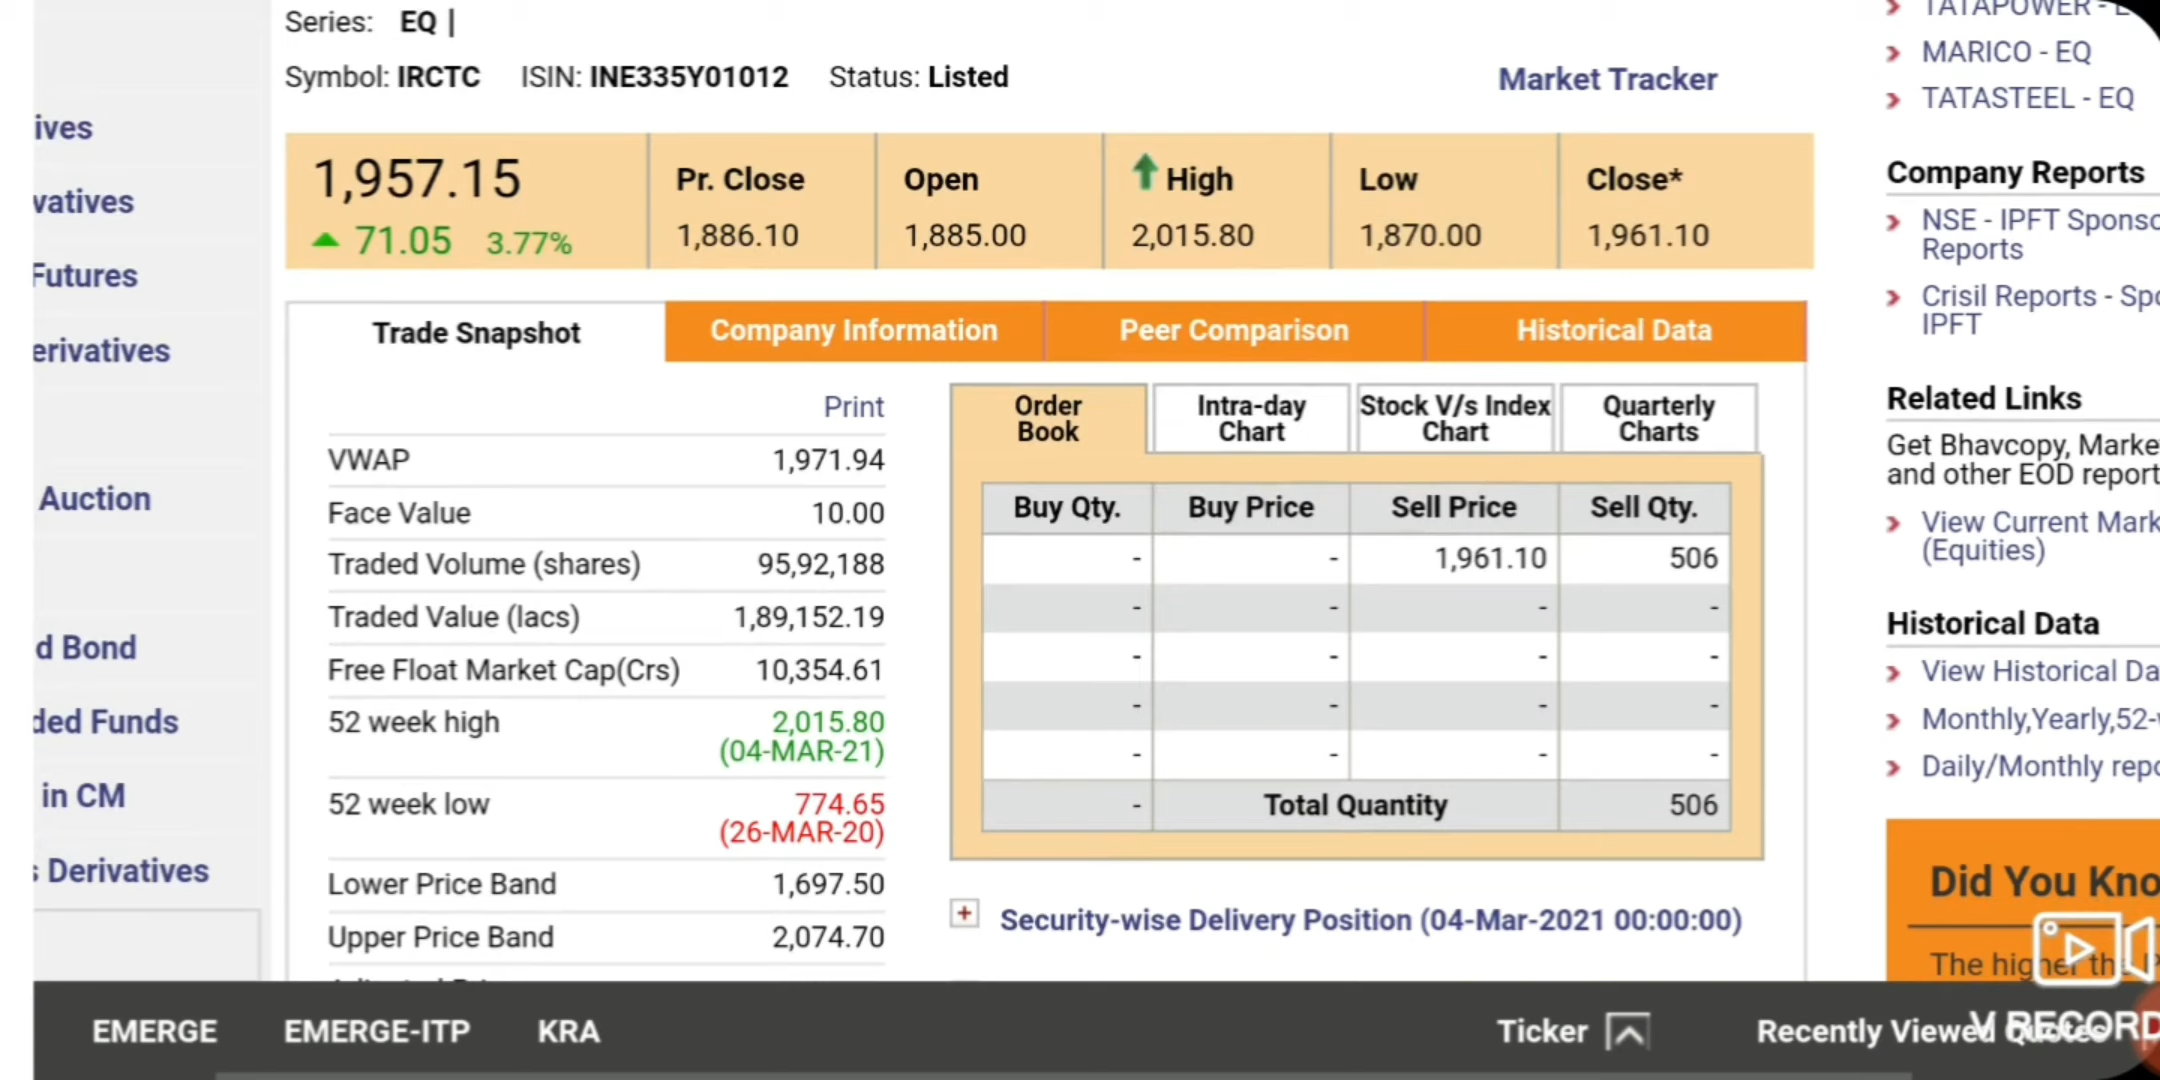 Series: EQ |
Symbol: IRCTC ISIN: INE335Y01012 Status: Listed
Market Tracker
1,957.15
71.05 3.77%
Pr. Close
1,886.10
Open
1,885.00
High
2,015.80
Low
1,870.00
Close*
1,961.10
Trade Snapshot Company Information Peer Comparison Historical Data
Print
VWAP 1,971.94
Face Value 10.00
Traded Volume (shares) 95,92,188
Traded Value (lacs) 1,89,152.19
Free Float Market Cap(Crs) 10,354.61
52 week high 2,015.80
(04-MAR-21)
52 week low 774.65
(26-MAR-20)
Lower Price Band 1,697.50
Upper Price Band 2,074.70
Order
Book
Intra-day
Chart
Stock V/s Index
Chart
Quarterly
Charts
Buy Qty. Buy Price Sell Price Sell Qty.
- - 1,961.10 506
- - - -
- - - -
- - - -
- - - -
- Total Quantity 506
+ Security-wise Delivery Position (04-Mar-2021 00:00:00)
ives
vatives
Futures
erivatives
Auction
d Bond
ded Funds
in CM
s Derivatives
TATAPOWER - E
MARICO - EQ
TATASTEEL - EQ
Company Reports
NSE - IPFT Sponso
Reports
Crisil Reports - Spo
IPFT
Related Links
Get Bhavcopy, Marke
and other EOD report
View Current Mark
(Equities)
Historical Data
View Historical Da
Monthly,Yearly,52-
Daily/Monthly repo
Did You Kno
The higher th
EMERGE EMERGE-ITP KRA Ticker Recently Viewed Quotes
V RECORD